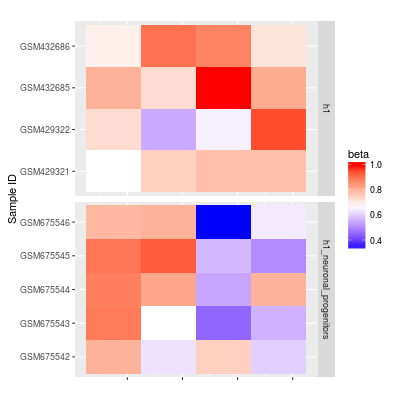 GSM432686
GSM432685
GSM429322
GSM429321
h1
GSM675546
GSM675545
GSM675544
GSM675543
GSM675542
h1_neuronal_progenitors
Sample ID
beta
1.0
0.8
0.6
0.4